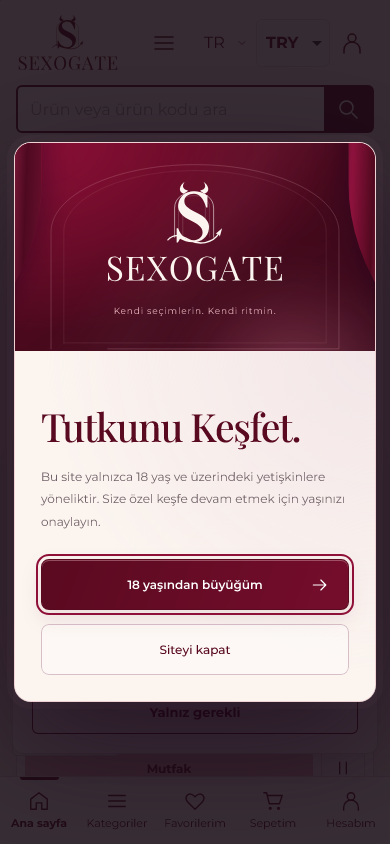 SEXOGATE
TR
TRY
Ürün veya ürün kodu ara
S
SEXOGATE
Kendi seçimlerin. Kendi ritmin.
Tutkunu Keşfet.
Bu site yalnızca 18 yaş ve üzerindeki yetişkinlere
yöneliktir. Size özel keşfe devam etmek için yaşınızı
onaylayın.
18 yaşından büyüğüm
Siteyi kapat
Yalnız gerekli
Mutfak
Ana sayfa
Kategoriler
Favorilerim
Sepetim
Hesabım